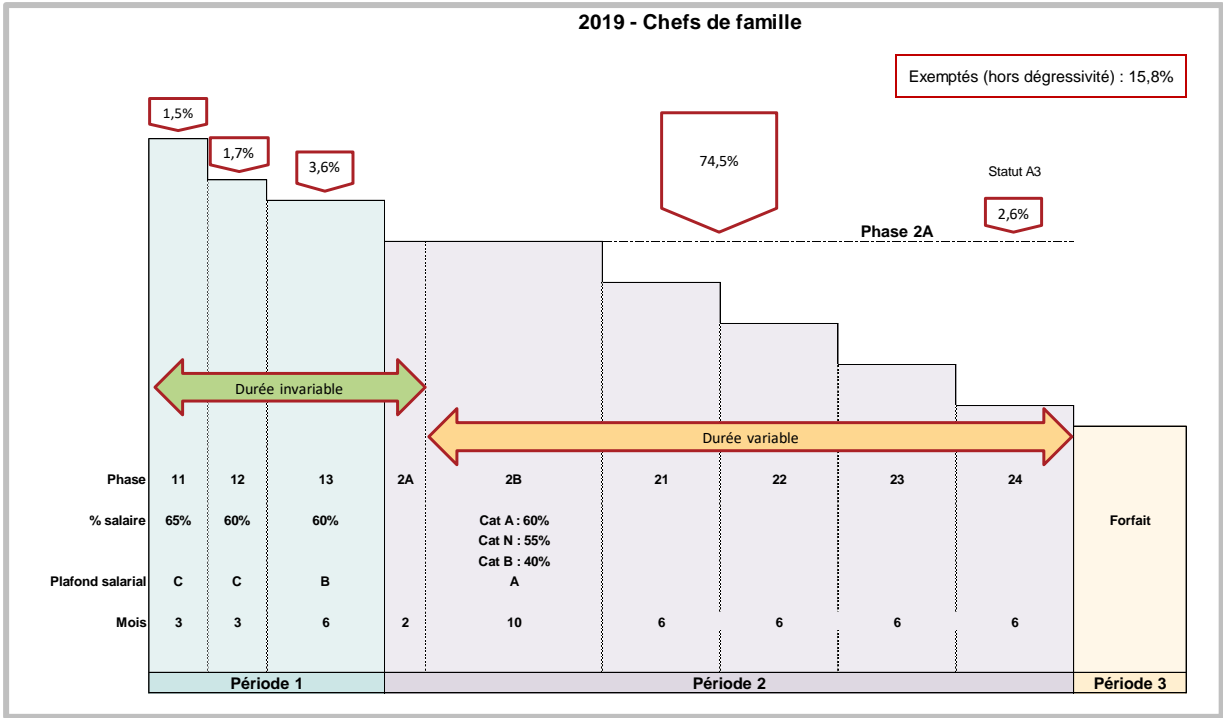 2019 - Chefs de famille
Exemptés (hors dégressivité) : 15,8%
1,5%
1,7%
3,6%
74,5%
Statut A3
2,6%
Phase 2A
Durée invariable
Durée variable
Phase 11 12 13 2A 2B 21 22 23 24
% salaire 65% 60% 60% Cat A : 60% Forfait
Cat N : 55%
Cat B : 40%
Plafond salarial C C B A
Mois 3 3 6 2 10 6 6 6 6
Période 1 Période 2 Période 3